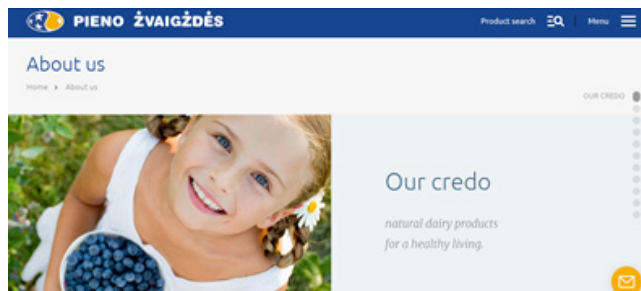 PIENO ŽVAIGŽDĖS
Product search
Menu
About us
Home
About us
OUR CREDO
Our credo
natural dairy products
for a healthy living.